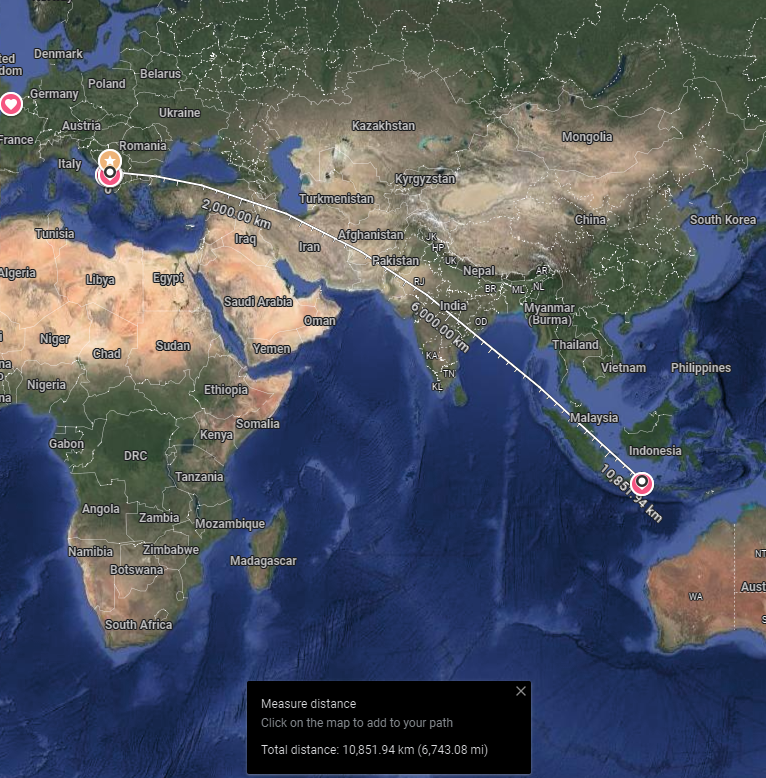 Denmark
ted
dom
Belarus
Poland
Germany
Ukraine
Austria
Kazakhstan
France
Romania
Mongolia
Italy
Kyrgyzstan
Turkmenistan
2,000.00 km
China
South Korea
Tunisia
Iraq
Iran
Afghanistan
JK
HP
Pakistan
UK
Algeria
Libya
Egypt
Nepal
AR
RJ
BR
ML
NL
Saudi Arabia
India
Oman
Myanmar
(Burma)
6,000.00 km
OD
Niger
Chad
Sudan
Yemen
Thailand
KA
Vietnam
Philippines
TN
KL
Nigeria
na
o
na
Ethiopia
Somalia
Malaysia
Kenya
Gabon
DRC
Indonesia
Tanzania
10,851.94 km
Angola
Zambia
Mozambique
Namibia
Zimbabwe
Botswana
Madagascar
NT
Aust
WA
S
South Africa
Measure distance
Click on the map to add to your path
Total distance: 10,851.94 km (6,743.08 mi)